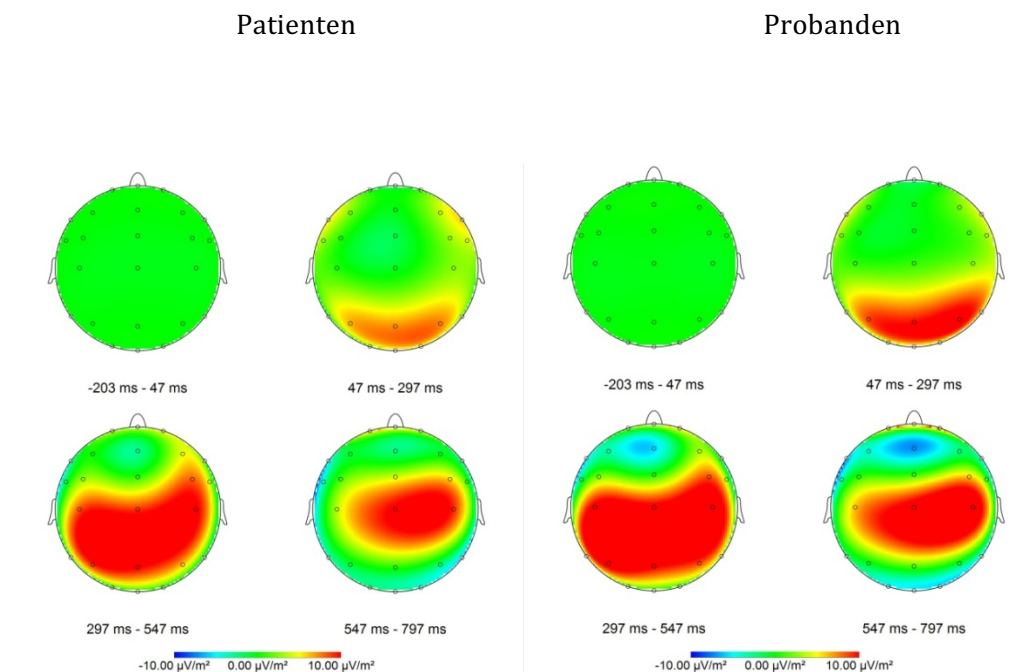 Patienten Probanden
-203 ms - 47 ms 47 ms - 297 ms -203 ms - 47 ms 47 ms - 297 ms
297 ms - 547 ms 547 ms - 797 ms 297 ms - 547 ms 547 ms - 797 ms
-10.00 µV/m² 0.00 µV/m² 10.00 µV/m² -10.00 µV/m² 0.00 µV/m² 10.00 µV/m²